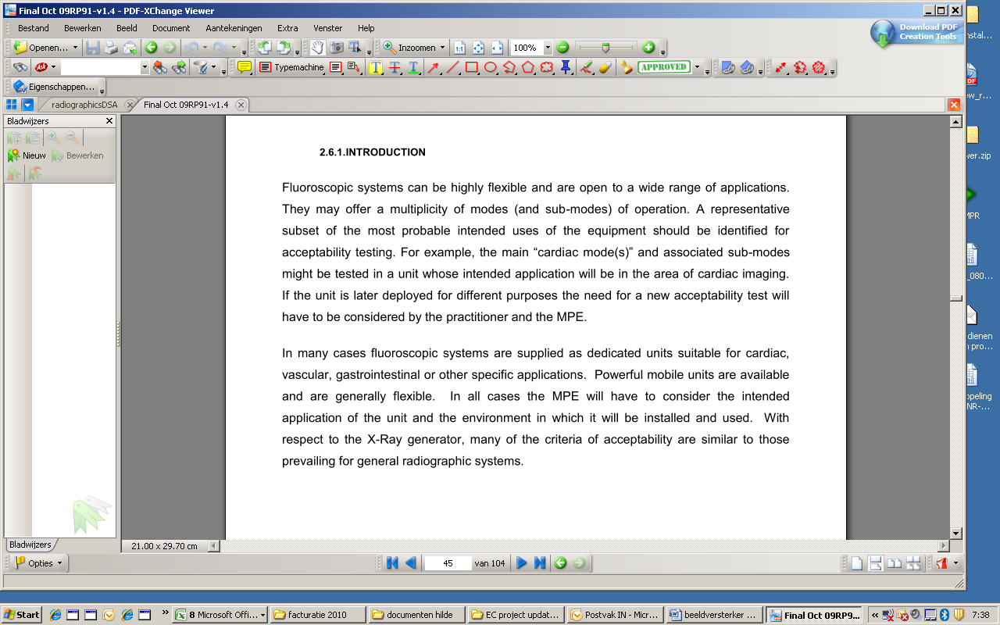 Final Oct 09RP91-v1.4 - PDF-XChange Viewer
Bestand Bewerken Beeld Document Aantekeningen Extra Venster Help
Download PDF
Creation Tools
Openen... Inzoomen 100%
Typemachine APPROVED
Eigenschappen...
radiographicsDSA Final Oct 09RP91-v1.4
Bladwijzers
Nieuw Bewerken
2.6.1.INTRODUCTION
Fluoroscopic systems can be highly flexible and are open to a wide range of applications.
They may offer a multiplicity of modes (and sub-modes) of operation. A representative
subset of the most probable intended uses of the equipment should be identified for
acceptability testing. For example, the main “cardiac mode(s)” and associated sub-modes
might be tested in a unit whose intended application will be in the area of cardiac imaging.
If the unit is later deployed for different purposes the need for a new acceptability test will
have to be considered by the practitioner and the MPE.
In many cases fluoroscopic systems are supplied as dedicated units suitable for cardiac,
vascular, gastrointestinal or other specific applications.  Powerful mobile units are available
and are generally flexible.  In all cases the MPE will have to consider the intended
application of the unit and the environment in which it will be installed and used.  With
respect to the X-Ray generator, many of the criteria of acceptability are similar to those
prevailing for general radiographic systems.
Bladwijzers
21.00 x 29.70 cm
Opties
45 van 104
nstal...
PDF
ew_r...
wer.zip
MPR
_080...
dienen
n pro...
ppeling
NR-...
Start
8 Microsoft Offi...
facturatie 2010
documenten hilde
EC project updat...
Postvak IN - Micr...
beeldversterker ...
Final Oct 09RP9...
7:38